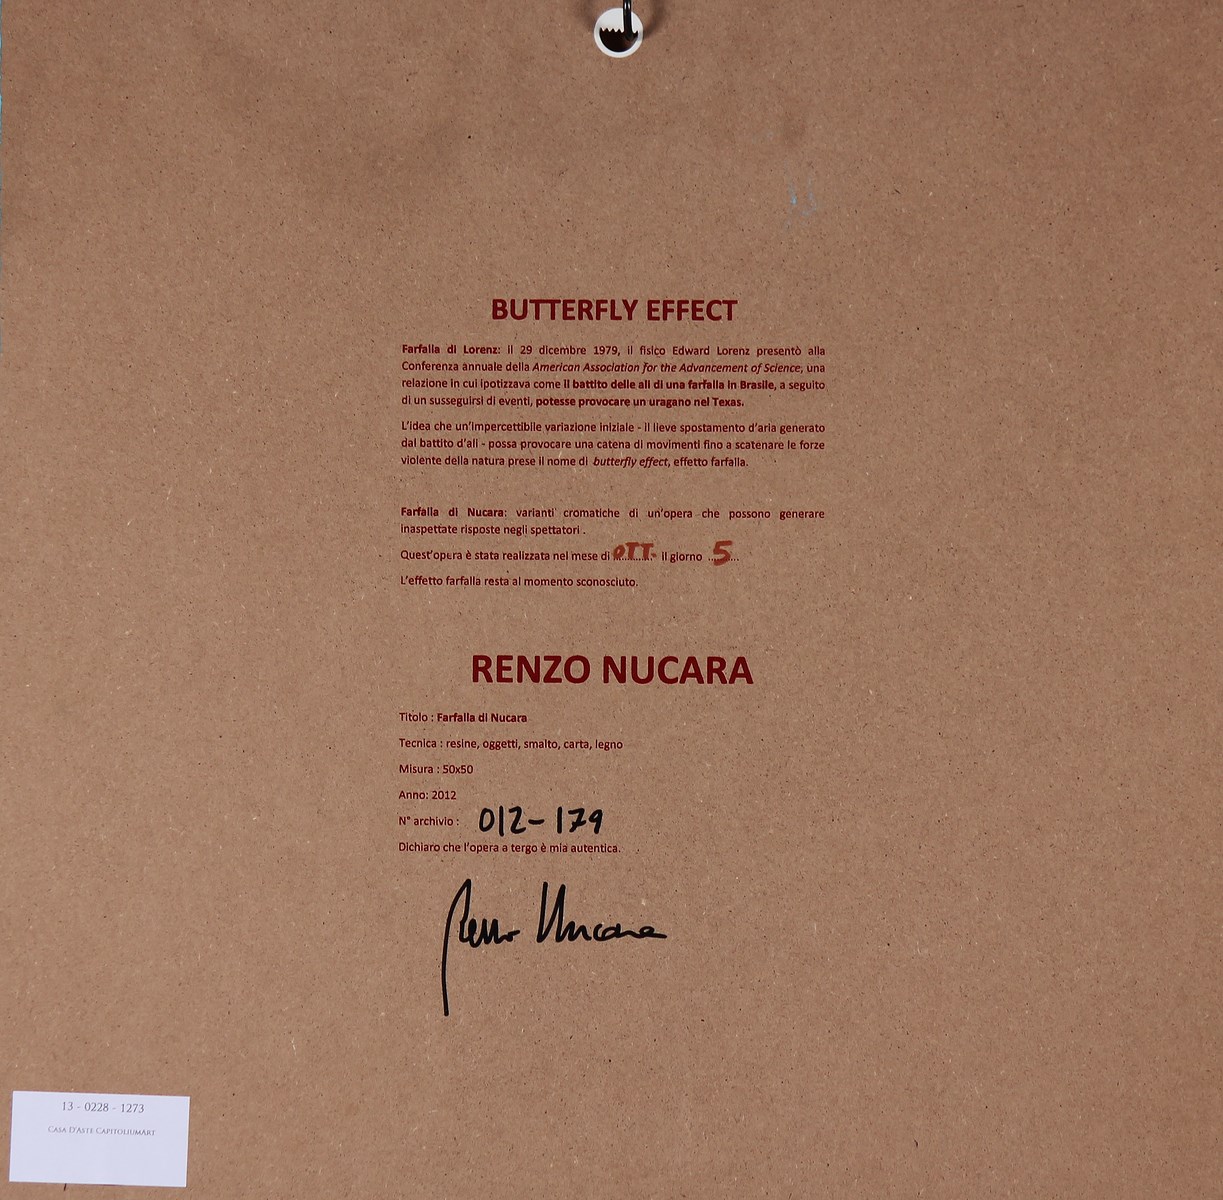 BUTTERFLY EFFECT
Farfalla di Lorenz: il 29 dicembre 1979, il fisico Edward Lorenz presentò alla
Conferenza annuale della American Association for the Advancement of Science, una
relazione in cui ipotizzava come il battito delle ali di una farfalla in Brasile, a seguito
di un susseguirsi di eventi, potesse provocare un uragano nel Texas.
L'idea che un'impercettibile variazione iniziale - il lieve spostamento d'aria generato
dal battito d'ali - possa provocare una catena di movimenti fino a scatenare le forze
violente della natura prese il nome di butterfly effect, effetto farfalla.
Farfalla di Nucara: varianti cromatiche di un'opera che possono generare
inaspettate risposte negli spettatori .
Quest'opera è stata realizzata nel mese di OTT. il giorno 5
L'effetto farfalla resta al momento sconosciuto.
RENZO NUCARA
Titolo : Farfalla di Nucara
Tecnica : resine, oggetti, smalto, carta, legno
Misura : 50x50
Anno: 2012
N° archivio : 012-179
Dichiaro che l'opera a tergo è mia autentica.
Renzo Nucara
13 - 0228 - 1273
Casa D'Aste CapitoliumArt